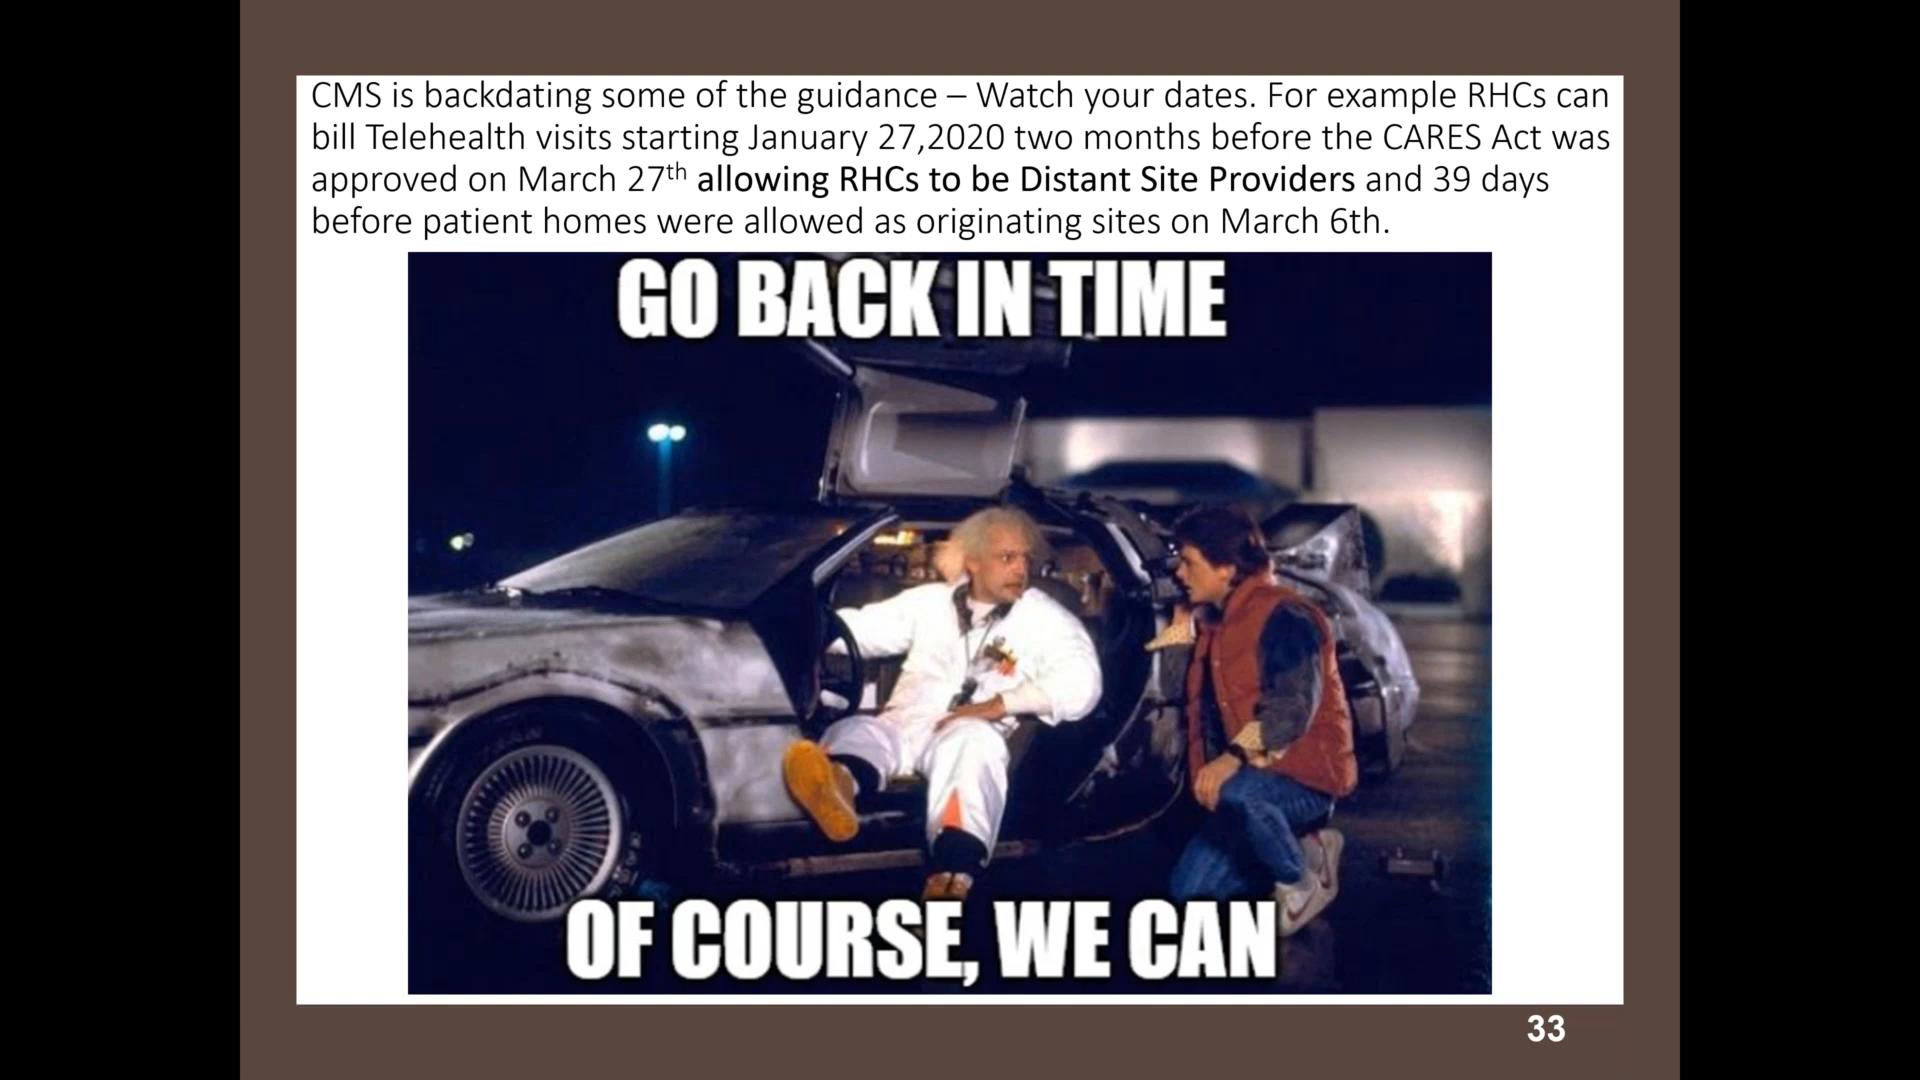 CMS is backdating some of the guidance – Watch your dates. For example RHCs can
bill Telehealth visits starting January 27,2020 two months before the CARES Act was
approved on March 27th allowing RHCs to be Distant Site Providers and 39 days
before patient homes were allowed as originating sites on March 6th.
GO BACK IN TIME
OF COURSE, WE CAN
33